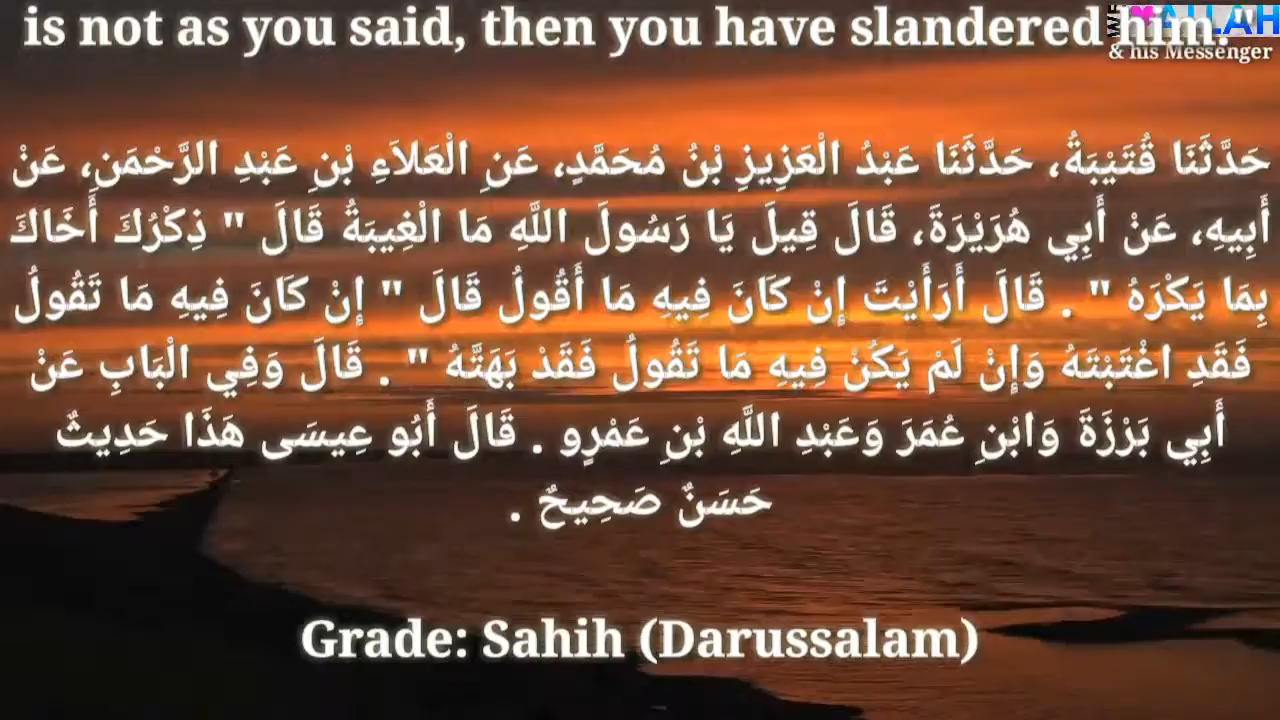 is not as you said, then you have slandered him."
WE ALLAH
& his Messenger
حَدَّثَنَا قُتَيْبَةُ، حَدَّثَنَا عَبْدُ الْعَزِيزِ بْنُ مُحَمَّدٍ، عَنِ الْعَلاَءِ بْنِ عَبْدِ الرَّحْمَنِ، عَنْ
أَبِيهِ، عَنْ أَبِي هُرَيْرَةَ، قَالَ قِيلَ يَا رَسُولَ اللَّهِ مَا الْغِيبَةُ قَالَ " ذِكْرُكَ أَخَاكَ
بِمَا يَكْرَهُ " . قَالَ أَرَأَيْتَ إِنْ كَانَ فِيهِ مَا أَقُولُ قَالَ " إِنْ كَانَ فِيهِ مَا تَقُولُ
فَقَدِ اغْتَبْتَهُ وَإِنْ لَمْ يَكُنْ فِيهِ مَا تَقُولُ فَقَدْ بَهَتَّهُ " . قَالَ وَفِي الْبَابِ عَنْ
أَبِي بَرْزَةَ وَابْنِ عُمَرَ وَعَبْدِ اللَّهِ بْنِ عَمْرٍو . قَالَ أَبُو عِيسَى هَذَا حَدِيثٌ
حَسَنٌ صَحِيحٌ .
Grade: Sahih (Darussalam)